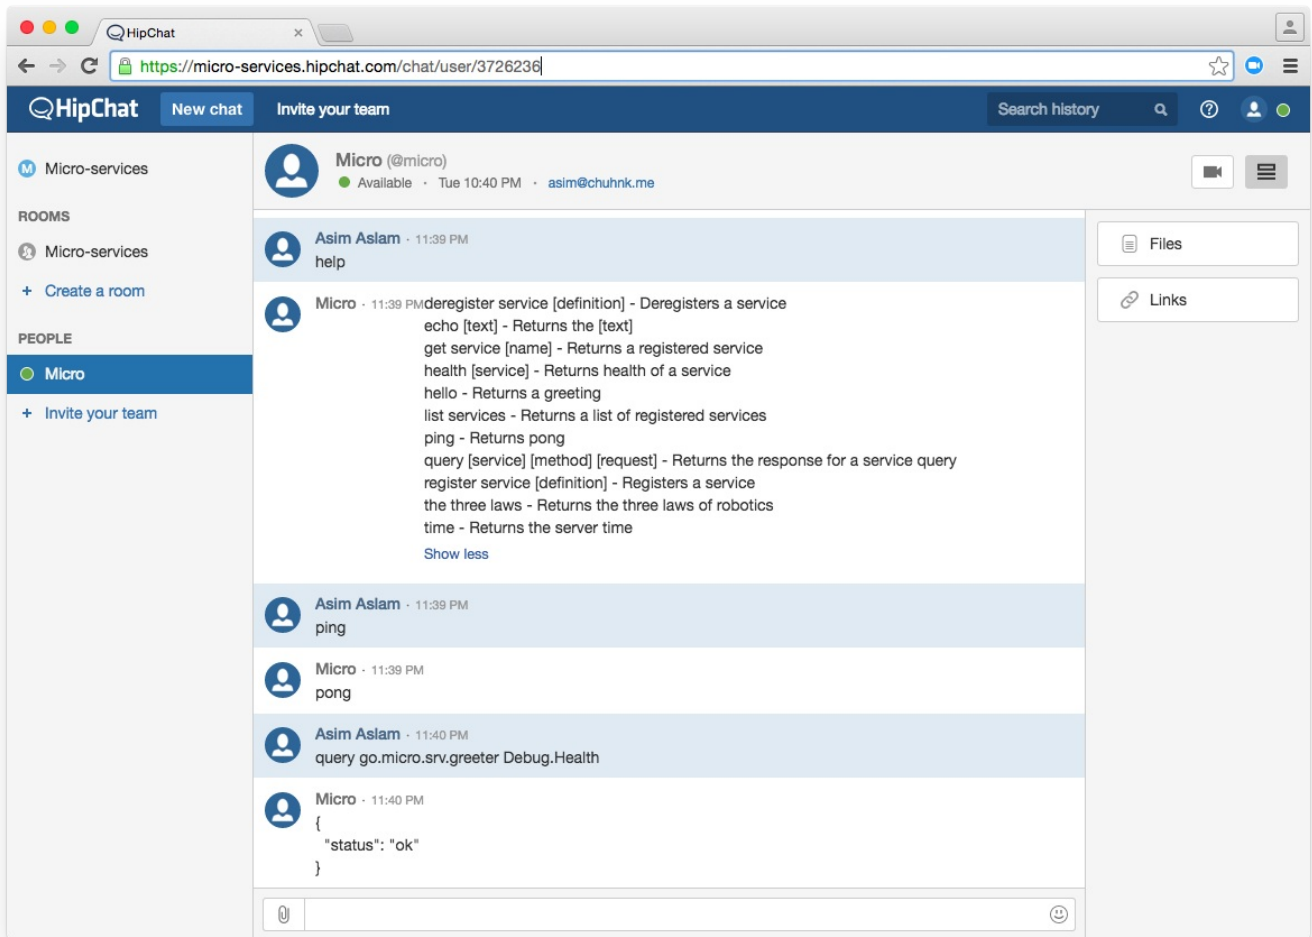 HipChat
https://micro-services.hipchat.com/chat/user/3726236
HipChat New chat Invite your team Search history
M Micro-services
ROOMS
Micro-services
+ Create a room
PEOPLE
Micro
+ Invite your team
Micro (@micro)
Available · Tue 10:40 PM · asim@chuhnk.me
Asim Aslam · 11:39 PM
help
Micro · 11:39 PM deregister service [definition] - Deregisters a service
echo [text] - Returns the [text]
get service [name] - Returns a registered service
health [service] - Returns health of a service
hello - Returns a greeting
list services - Returns a list of registered services
ping - Returns pong
query [service] [method] [request] - Returns the response for a service query
register service [definition] - Registers a service
the three laws - Returns the three laws of robotics
time - Returns the server time
Show less
Asim Aslam · 11:39 PM
ping
Micro · 11:39 PM
pong
Asim Aslam · 11:40 PM
query go.micro.srv.greeter Debug.Health
Micro · 11:40 PM
{
"status": "ok"
}
Files
Links